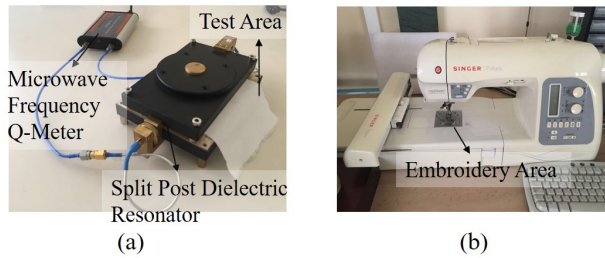 Test Area
Microwave
Frequency
Q-Meter
Split Post Dielectric
Resonator
(a)
SINGER
Embroidery Area
(b)